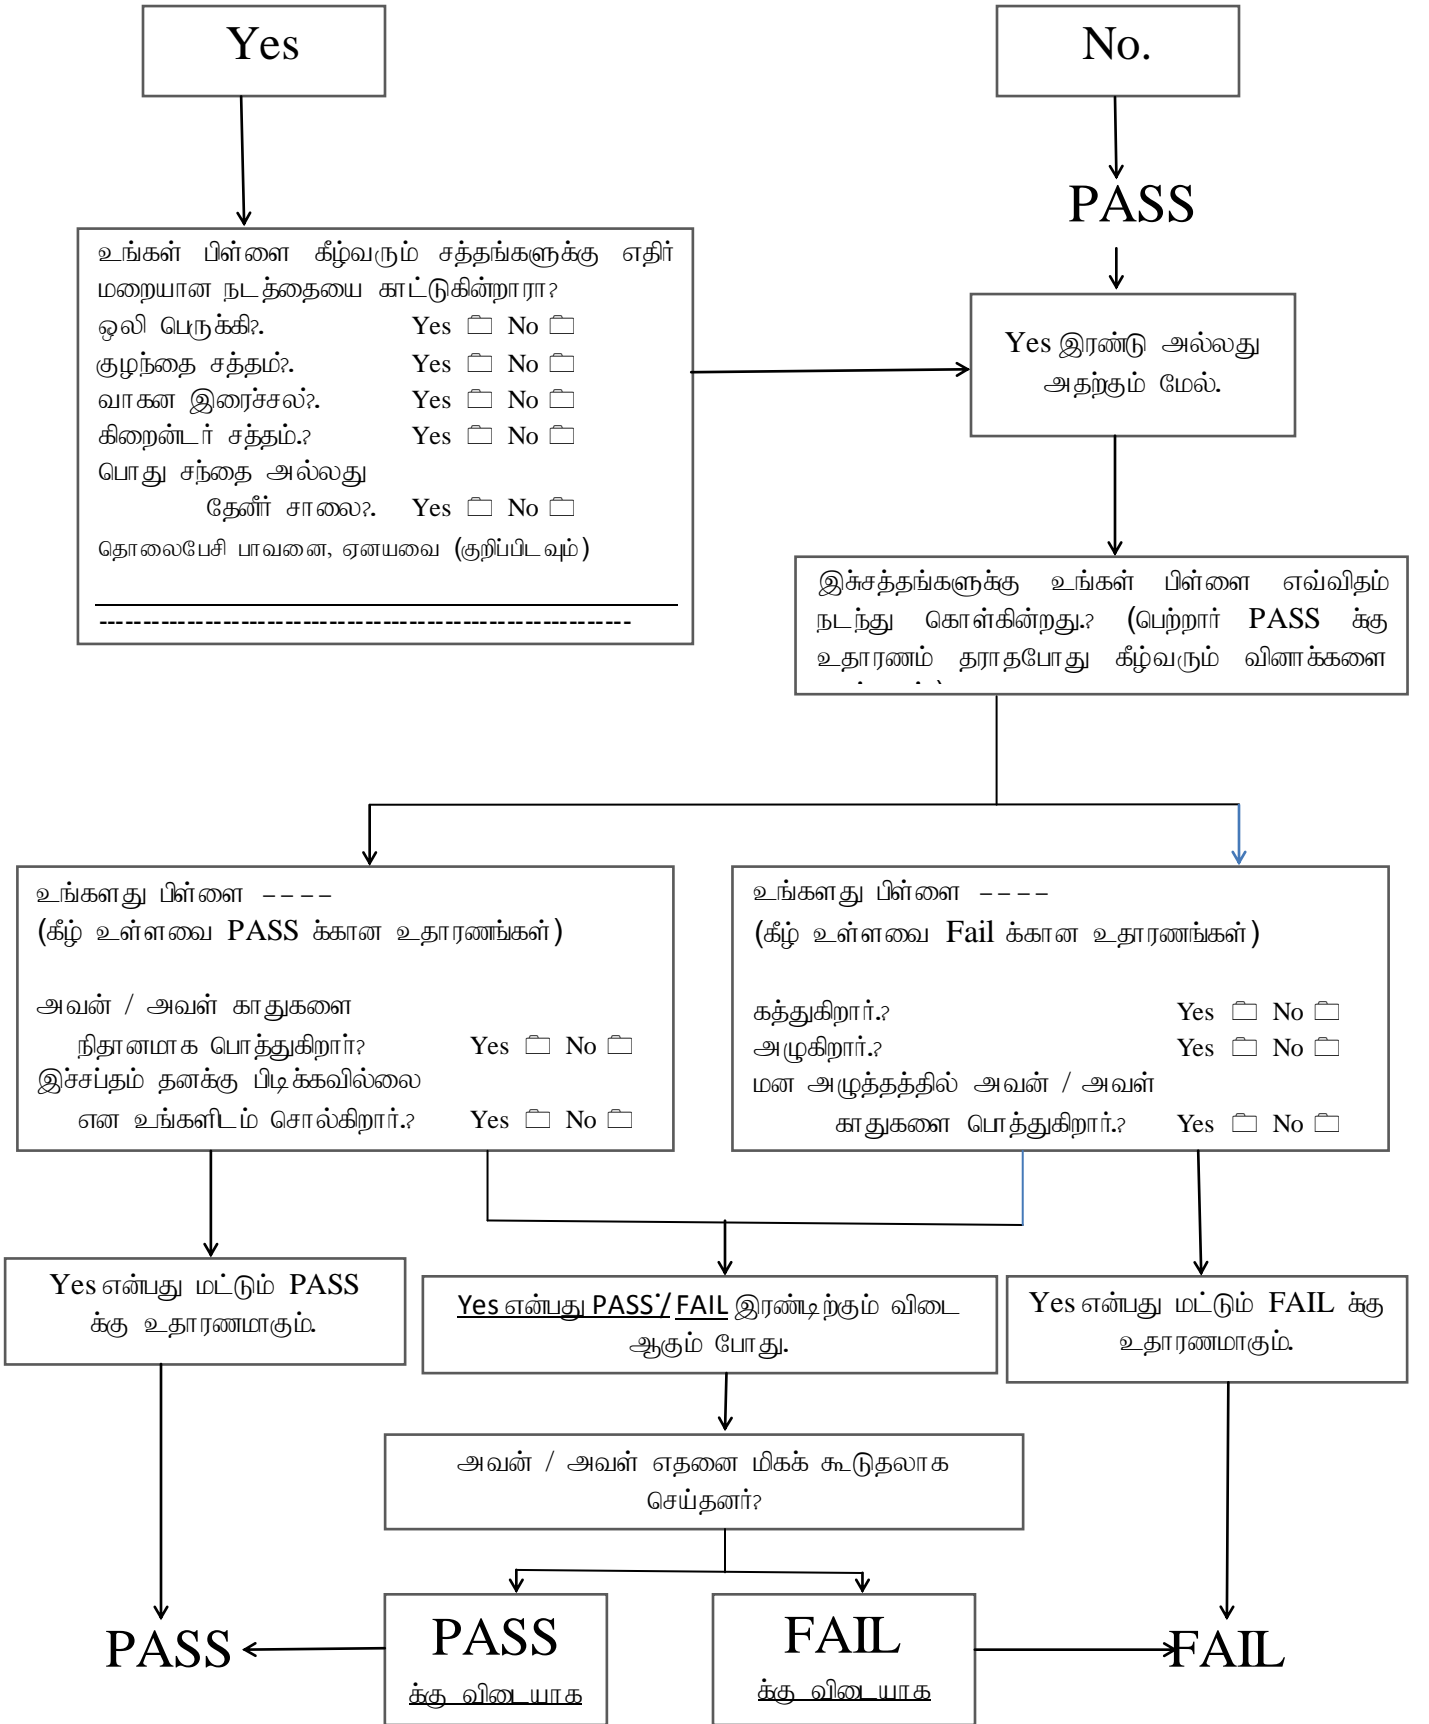 Yes
No.
PASS
உங்கள் பிள்ளை கீழ்வரும் சத்தங்களுக்கு எதிர்
மறையான நடத்தையை காட்டுகின்றாரா?
ஒலி பெருக்கி?. Yes No
குழந்தை சத்தம்?. Yes No
வாகன இரைச்சல்?. Yes No
கிறைன்டர் சத்தம்.? Yes No
பொது சந்தை அல்லது
தேனீர் சாலை?. Yes No
தொலைபேசி பாவனை, ஏனயவை (குறிப்பிடவும்)
Yes இரண்டு அல்லது
அதற்கும் மேல்.
இச்சத்தங்களுக்கு உங்கள் பிள்ளை எவ்விதம்
நடந்து கொள்கின்றது.? (பெற்றார் PASS க்கு
உதாரணம் தராதபோது கீழ்வரும் வினாக்களை
உங்களது பிள்ளை ----
(கீழ் உள்ளவை PASS க்கான உதாரணங்கள்)
அவன் / அவள் காதுகளை
நிதானமாக பொத்துகிறார்? Yes No
இச்சப்தம் தனக்கு பிடிக்கவில்லை
என உங்களிடம் சொல்கிறார்.? Yes No
உங்களது பிள்ளை ----
(கீழ் உள்ளவை Fail க்கான உதாரணங்கள்)
கத்துகிறார்.? Yes No
அழுகிறார்.? Yes No
மன அழுத்தத்தில் அவன் / அவள்
காதுகளை பொத்துகிறார்.? Yes No
Yes என்பது மட்டும் PASS
க்கு உதாரணமாகும்.
Yes என்பது PASS / FAIL இரண்டிற்கும் விடை
ஆகும் போது.
Yes என்பது மட்டும் FAIL க்கு
உதாரணமாகும்.
அவன் / அவள் எதனை மிகக் கூடுதலாக
செய்தனர்?
PASS
PASS
க்கு விடையாக
FAIL
க்கு விடையாக
FAIL